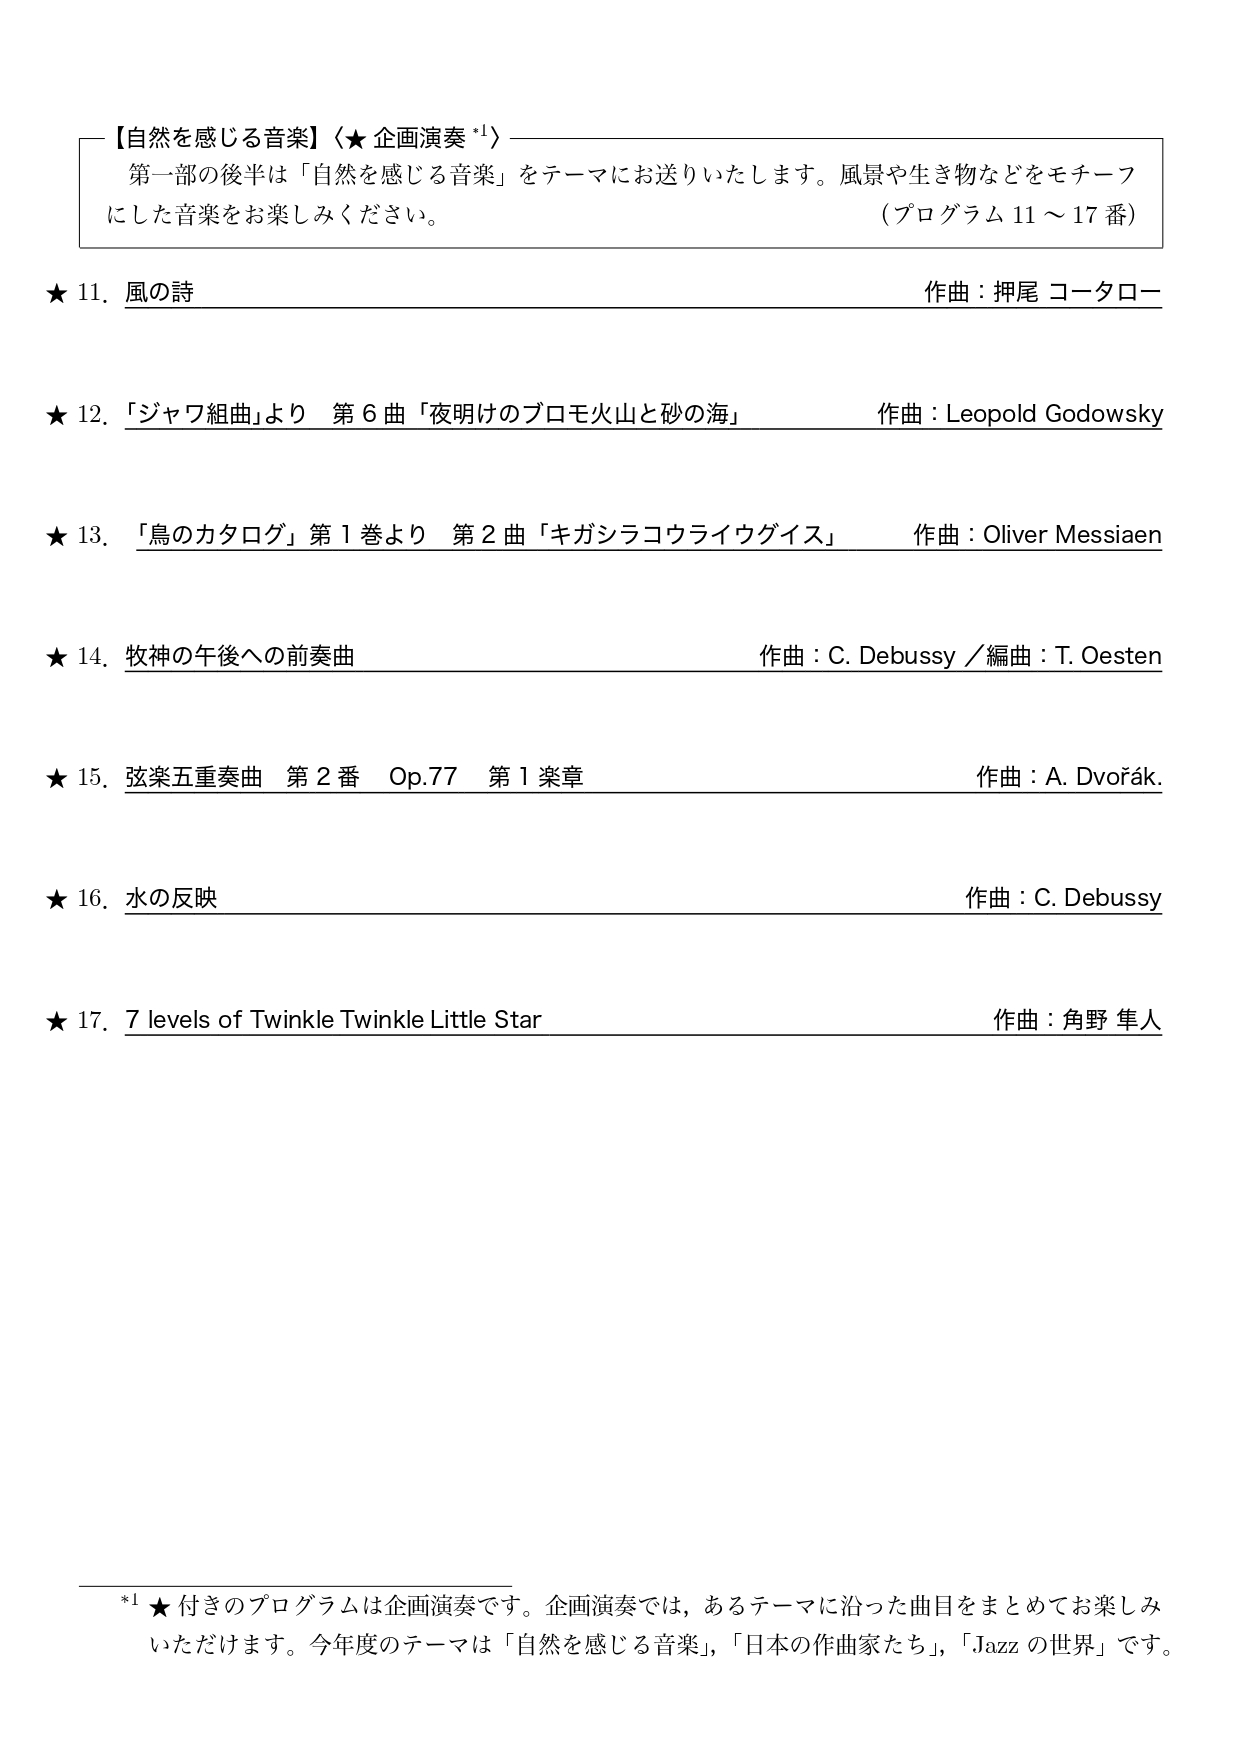 【自然を感じる音楽】〈★ 企画演奏 *1〉
第一部の後半は「自然を感じる音楽」をテーマにお送りいたします。風景や生き物などをモチーフ
にした音楽をお楽しみください。 (プログラム 11 〜 17 番)
★ 11. 風の詩 作曲：押尾 コータロー
★ 12. 「ジャワ組曲」より　第 6 曲「夜明けのブロモ火山と砂の海」 作曲：Leopold Godowsky
★ 13. 「鳥のカタログ」第 1 巻より　第 2 曲「キガシラコウライウグイス」 作曲：Oliver Messiaen
★ 14. 牧神の午後への前奏曲 作曲：C. Debussy ／編曲：T. Oesten
★ 15. 弦楽五重奏曲　第 2 番　Op.77　第 1 楽章 作曲：A. Dvořák.
★ 16. 水の反映 作曲：C. Debussy
★ 17. 7 levels of Twinkle Twinkle Little Star 作曲：角野 隼人
*1 ★ 付きのプログラムは企画演奏です。企画演奏では，あるテーマに沿った曲目をまとめてお楽しみ
いただけます。今年度のテーマは「自然を感じる音楽」，「日本の作曲家たち」，「Jazz の世界」です。